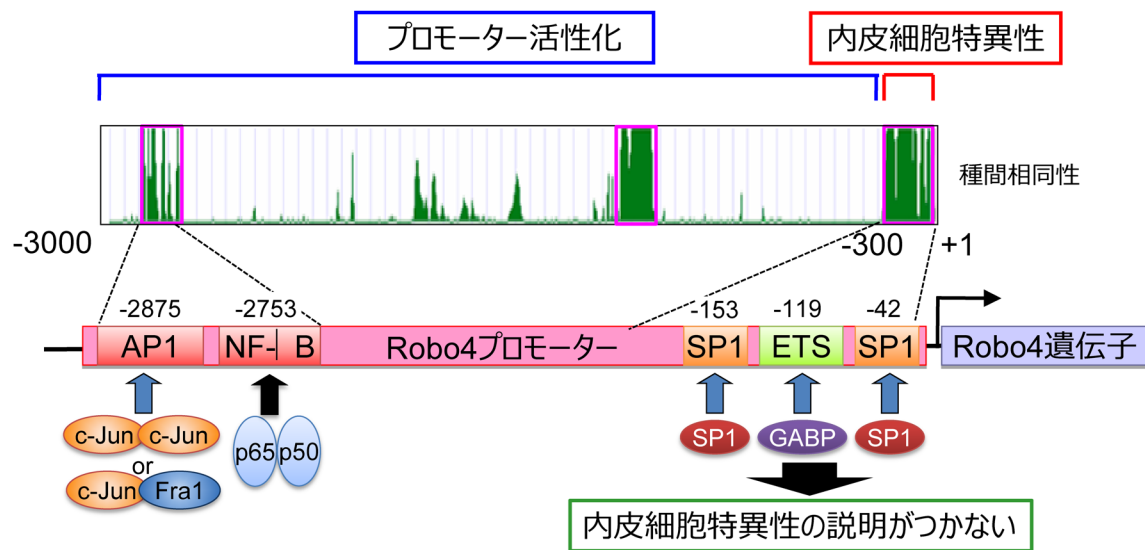 プロモーター活性化
内皮細胞特異性
種間相同性
-3000
-300
+1
-2875
-2753
-153
-119
-42
AP1
NF-
B
Robo4プロモーター
SP1
ETS
SP1
Robo4遺伝子
c-Jun
c-Jun
or
c-Jun
Fra1
p65
p50
SP1
GABP
SP1
内皮細胞特異性の説明がつかない